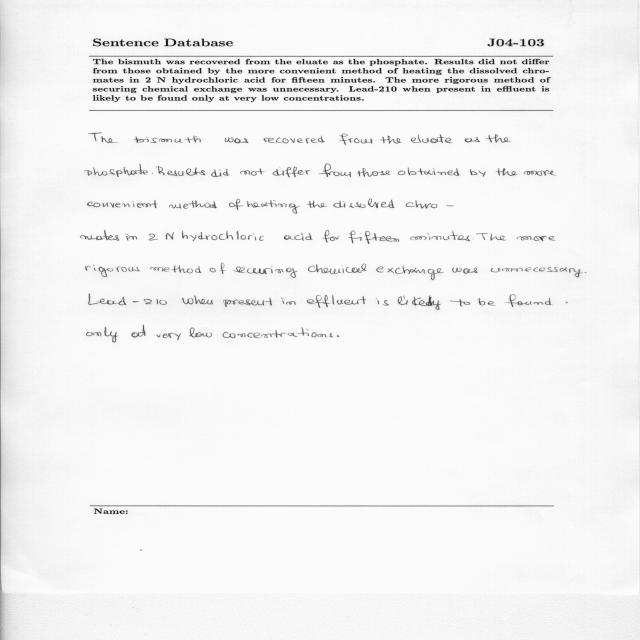 Sentence Database J04-103
The bismuth was recovered from the eluate as the phosphate. Results did not differ
from those obtained by the more convenient method of heating the dissolved chro-
mates in 2 N hydrochloric acid for fifteen minutes. The more rigorous method of
securing chemical exchange was unnecessary. Lead-210 when present in effluent is
likely to be found only at very low concentrations.
The bismuth was recovered from the eluate as the
phosphate. Results did not differ from those obtained by the more
convenient method of heating the dissolved chro -
mates in 2 N hydrochloric acid for fifteen minutes. The more
rigorous method of securing chemical exchange was unnecessary.
Lead-210 when present in effluent is likely to be found .
only at very low concentrations.
Name: